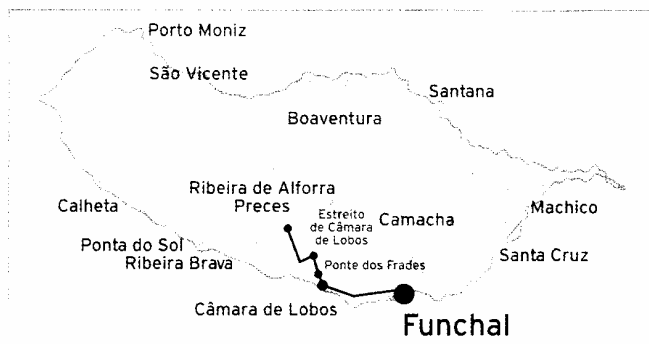 Porto Moniz
São Vicente
Santana
Boaventura
Ribeira de Alforra
Preces
Calheta
Estreito
de Câmara
de Lobos
Camacha
Machico
Ponta do Sol
Ribeira Brava
Ponte dos Frades
Santa Cruz
Câmara de Lobos
Funchal